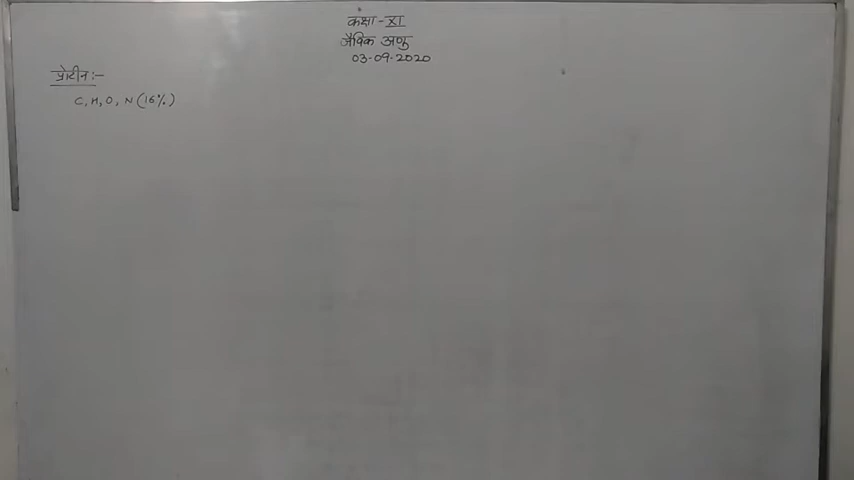 कक्षा - XI
जैविक अणु
03-09-2020
प्रोटीन :-
C, H, O, N (16%)